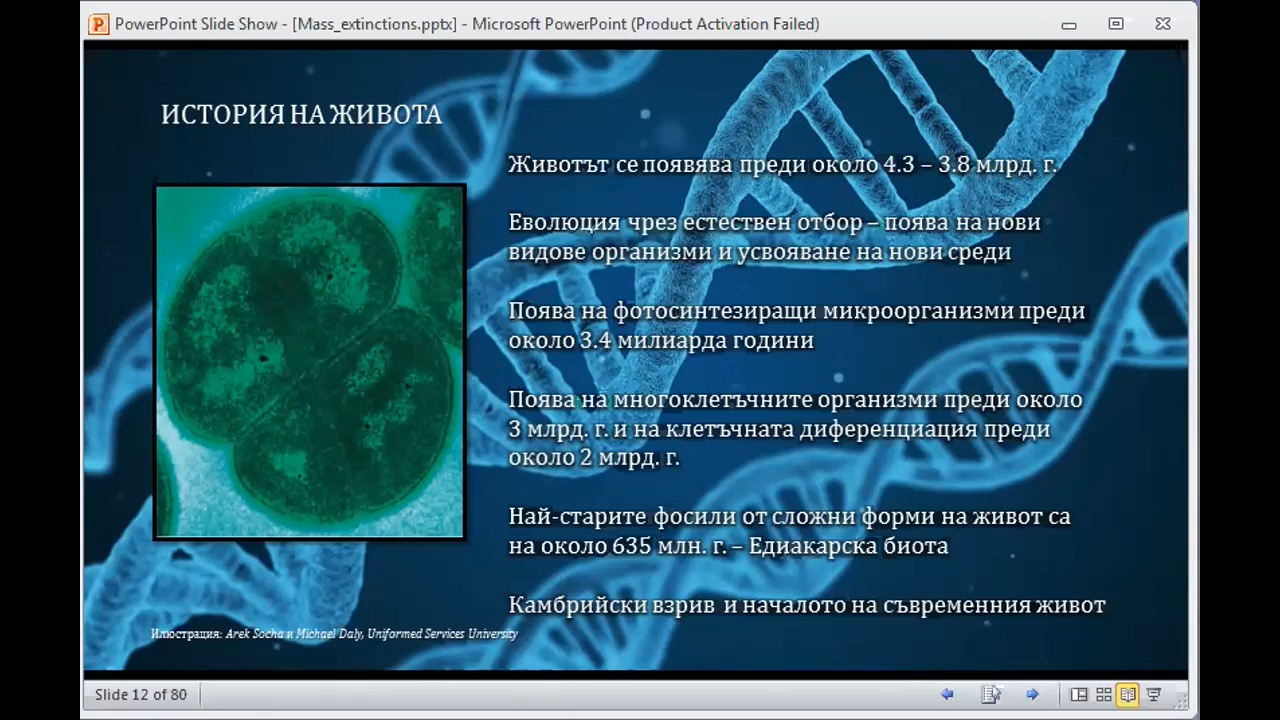 PowerPoint Slide Show - [Mass_extinctions.pptx] - Microsoft PowerPoint (Product Activation Failed)
ИСТОРИЯ НА ЖИВОТА
Животът се появява преди около 4.3 – 3.8 млрд. г.
Еволюция чрез естествен отбор – поява на нови
видове организми и усвояване на нови среди
Поява на фотосинтезиращи микроорганизми преди
около 3.4 милиарда години
Поява на многоклетъчните организми преди около
3 млрд. г. и на клетъчната диференциация преди
около 2 млрд. г.
Най-старите фосили от сложни форми на живот са
на около 635 млн. г. – Едиакарска биота
Камбрийски взрив и началото на съвременния живот
Илюстрация: Arek Socha и Michael Daly, Uniformed Services University
Slide 12 of 80